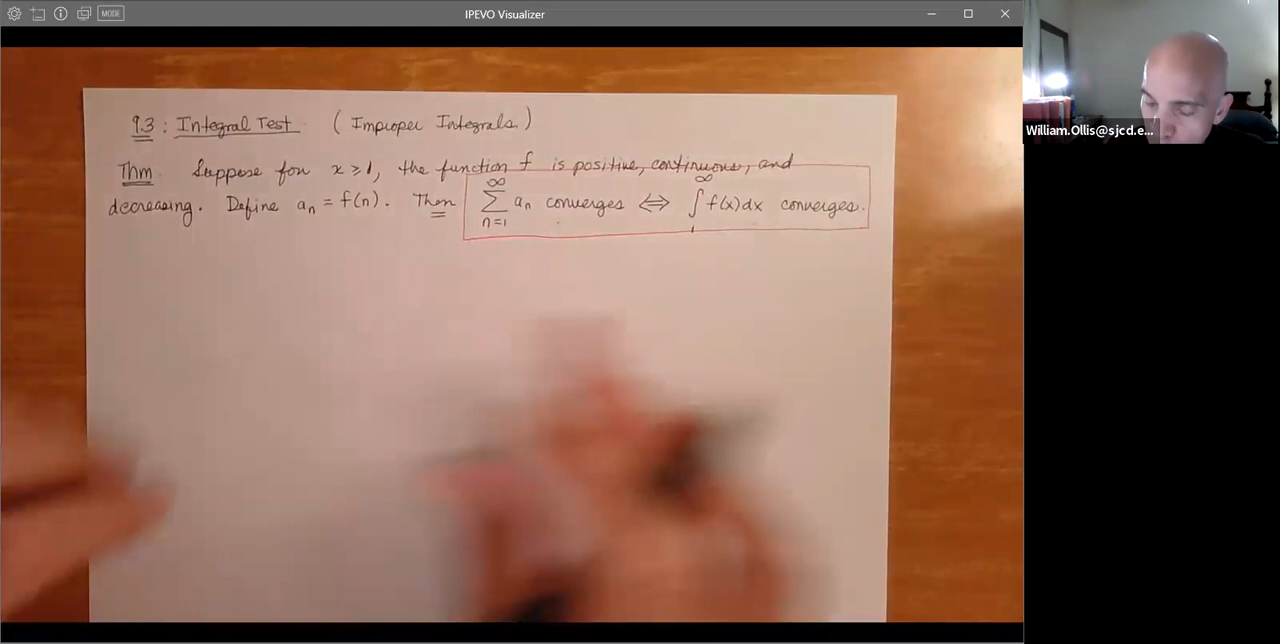 MODE
IPEVO Visualizer
9.3 : Integral Test (Improper Integrals)
Thm Suppose for x ≥ 1, the function f is positive, continuous, and
decreasing. Define aₙ = f(n). Then ∞∑n=1 aₙ converges ⟺ ∫₁^∞ f(x)dx converges.
William.Ollis@sjcd.e...